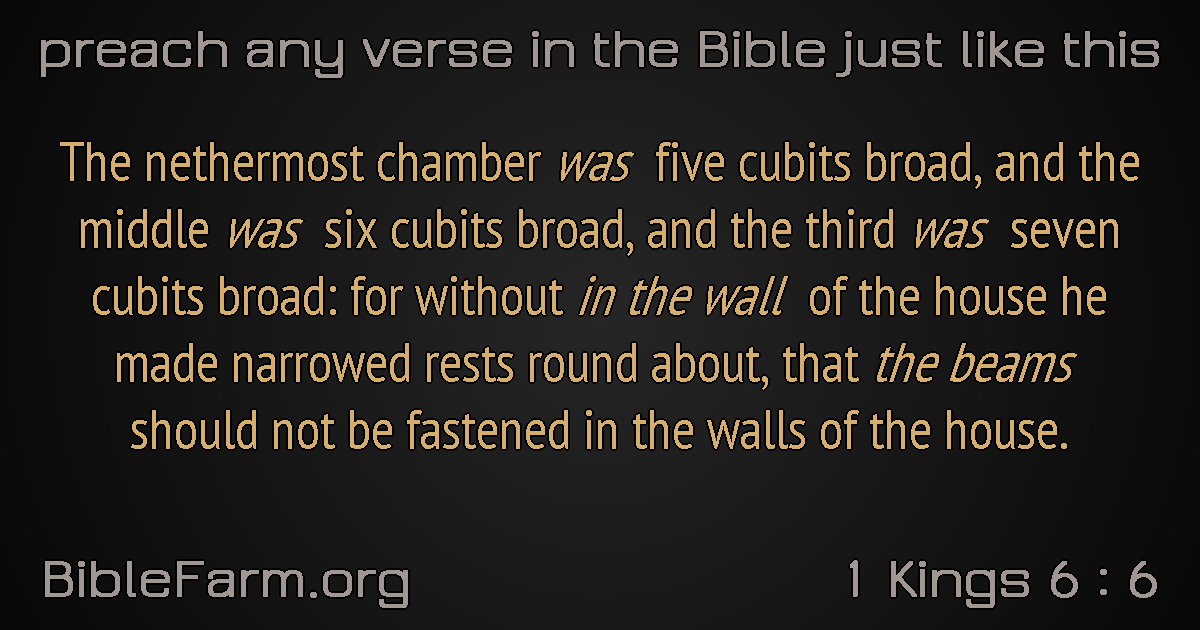 preach any verse in the Bible just like this
The nethermost chamber was five cubits broad, and the
middle was six cubits broad, and the third was seven
cubits broad: for without in the wall of the house he
made narrowed rests round about, that the beams
should not be fastened in the walls of the house.
BibleFarm.org
1 Kings 6 : 6